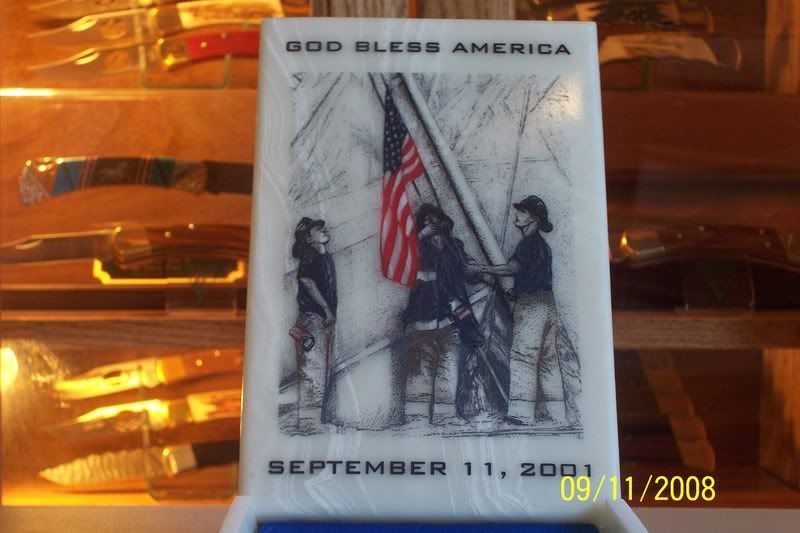 GOD BLESS AMERICA
SEPTEMBER 11, 2001
09/11/2008